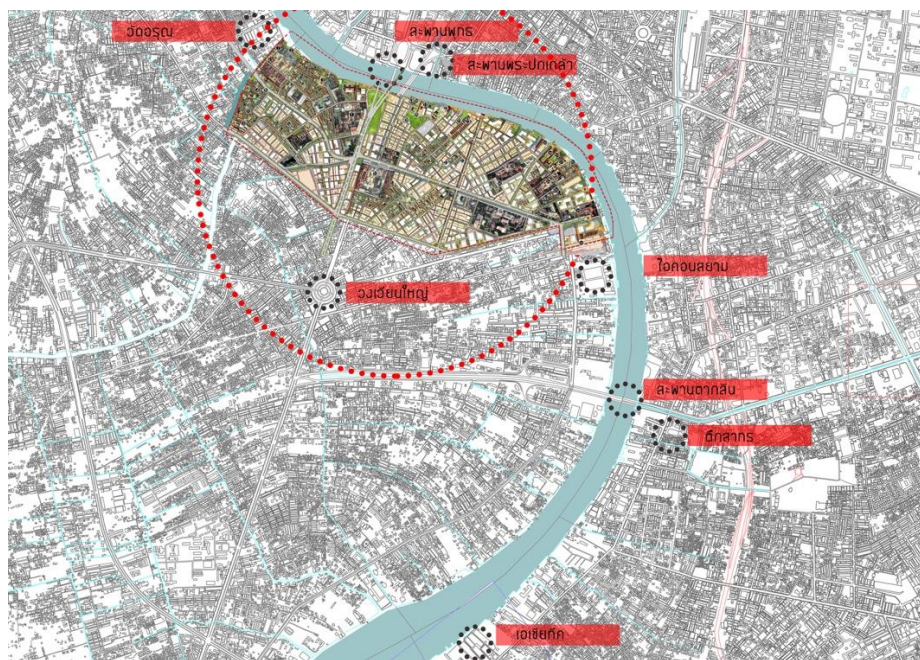 วัดอรุณ
สะพานพุทธ
สะพานพระปกเกล้า
ไอคอนสยาม
วงเวียนใหญ่
สะพานตากสิน
ตึกสาทร
เอเชียทีค